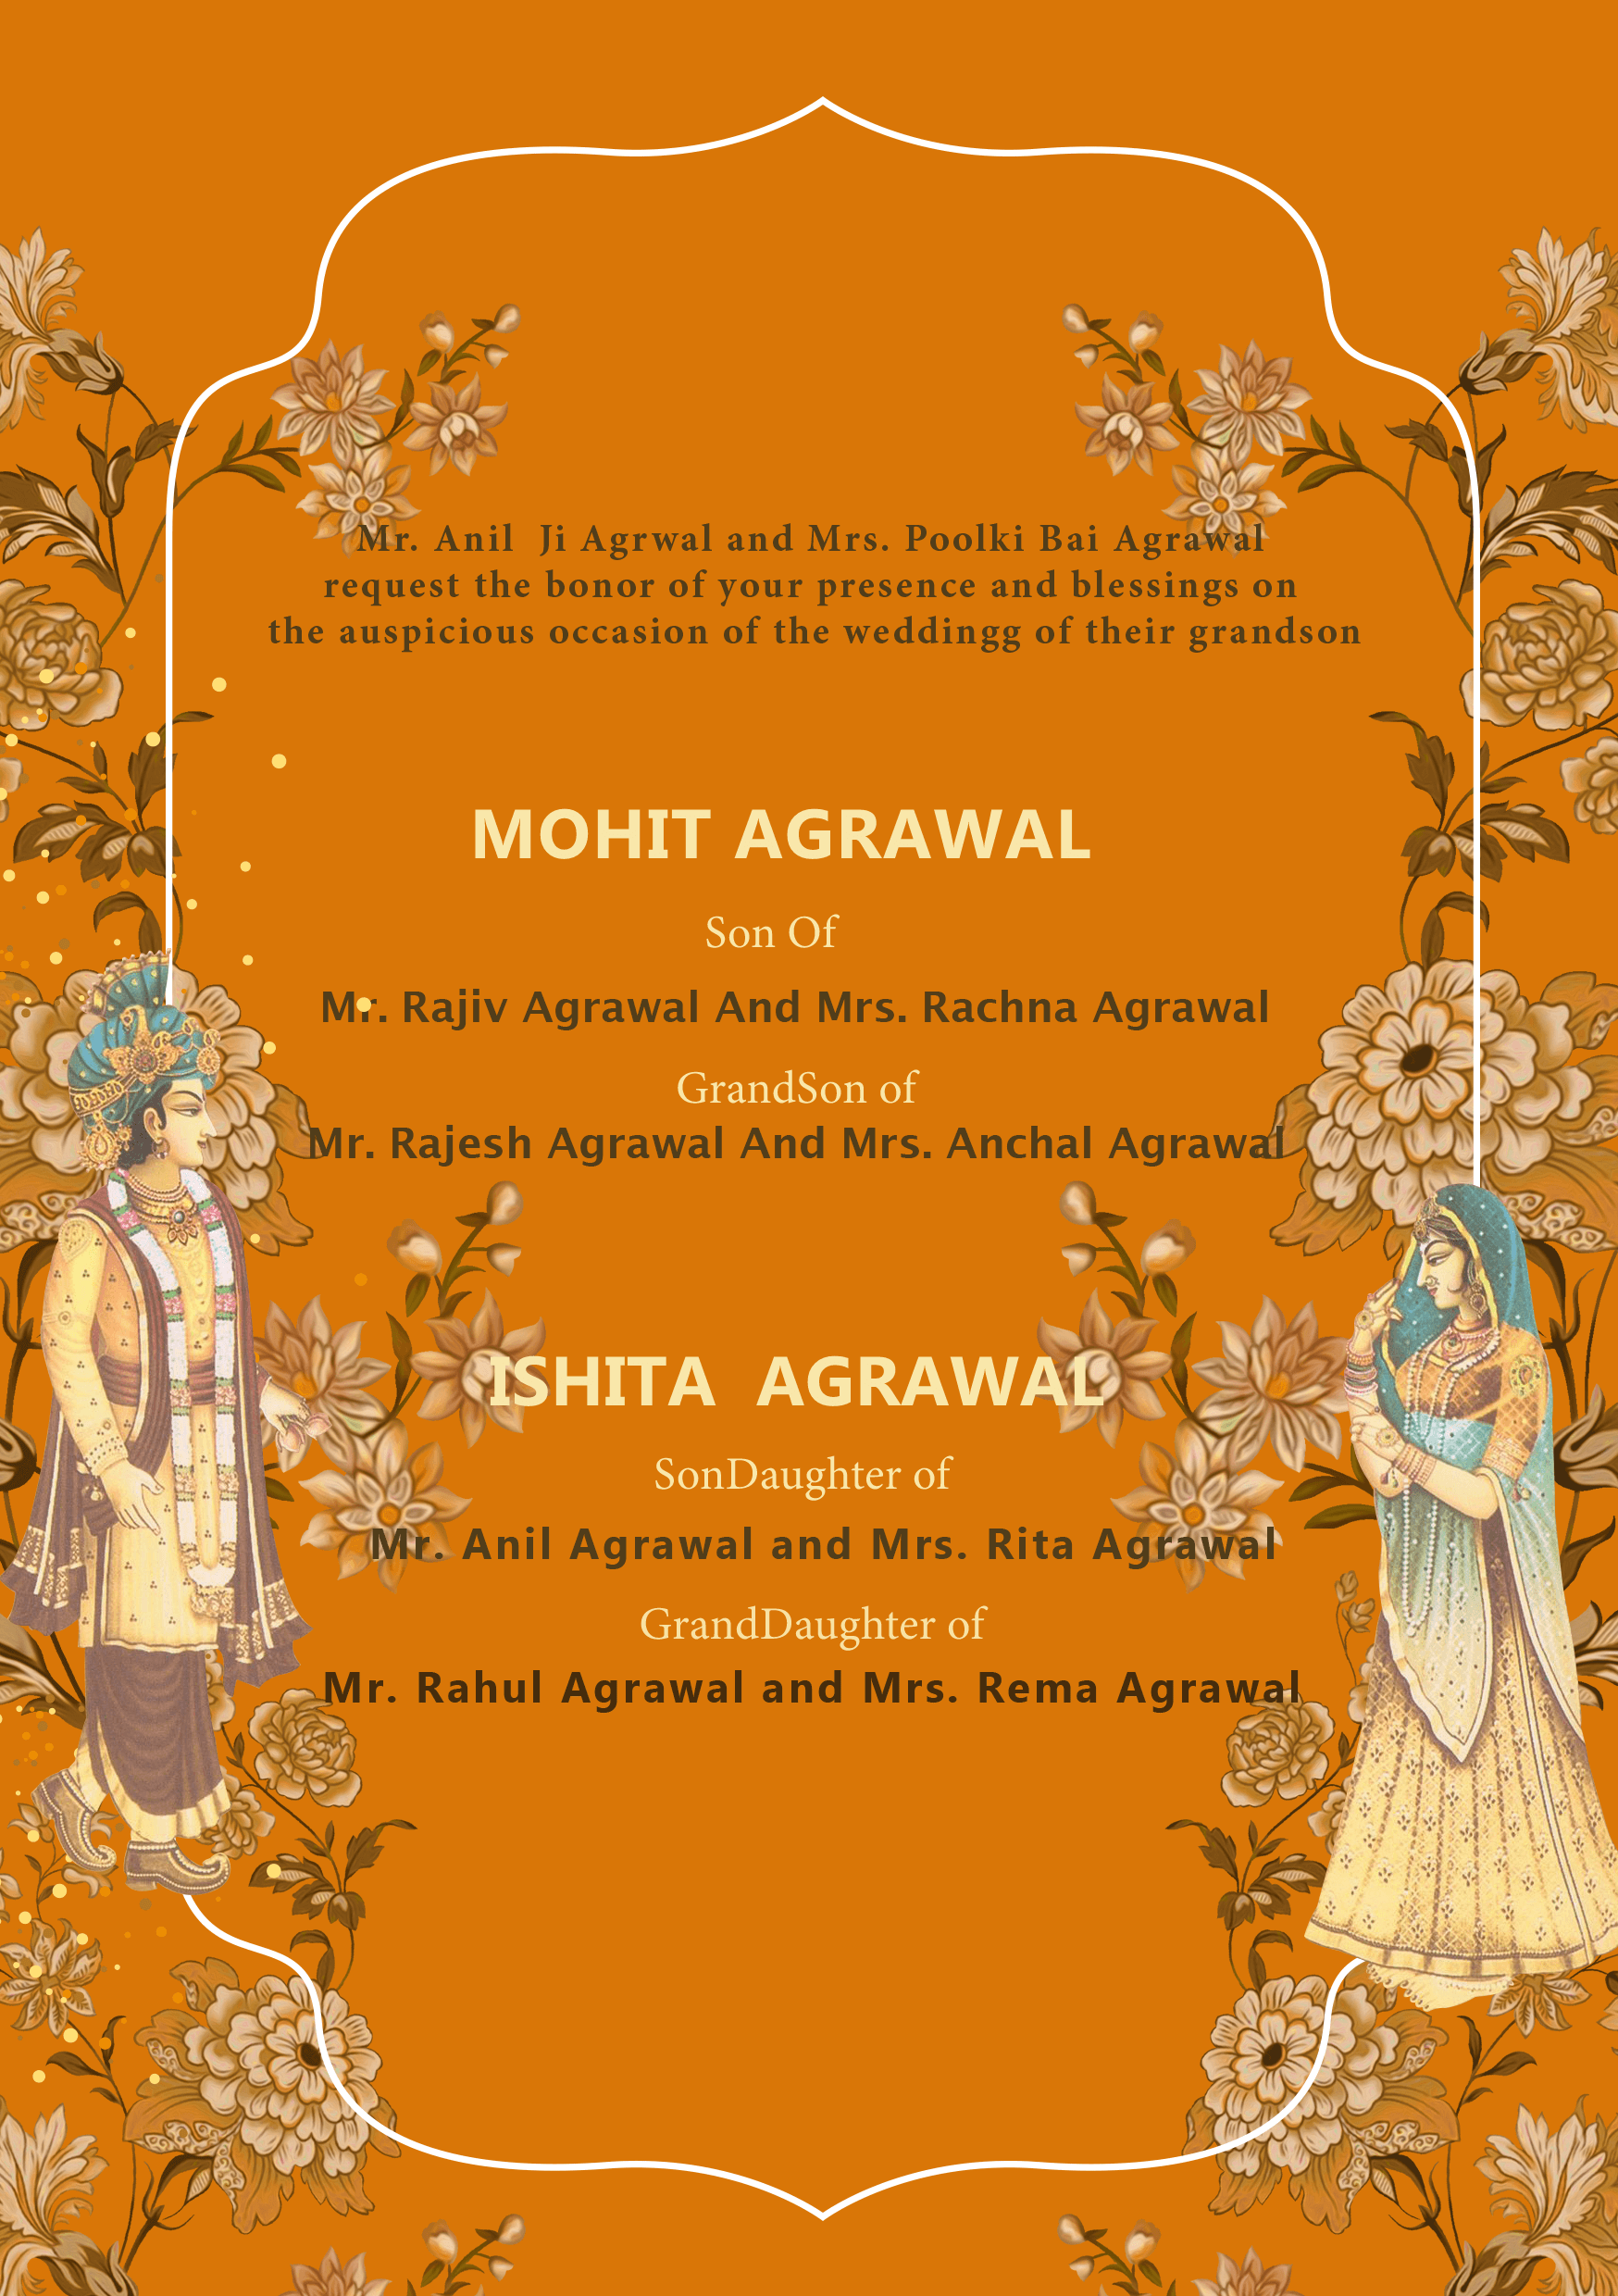 Mr. Anil Ji Agrwal and Mrs. Poolki Bai Agrawal
request the bonor of your presence and blessings on
the auspicious occasion of the weddingg of their grandson
MOHIT AGRAWAL
Son Of
Mr. Rajiv Agrawal And Mrs. Rachna Agrawal
GrandSon of
Mr. Rajesh Agrawal And Mrs. Anchal Agrawal
ISHITA AGRAWAL
SonDaughter of
Mr. Anil Agrawal and Mrs. Rita Agrawal
GrandDaughter of
Mr. Rahul Agrawal and Mrs. Rema Agrawal